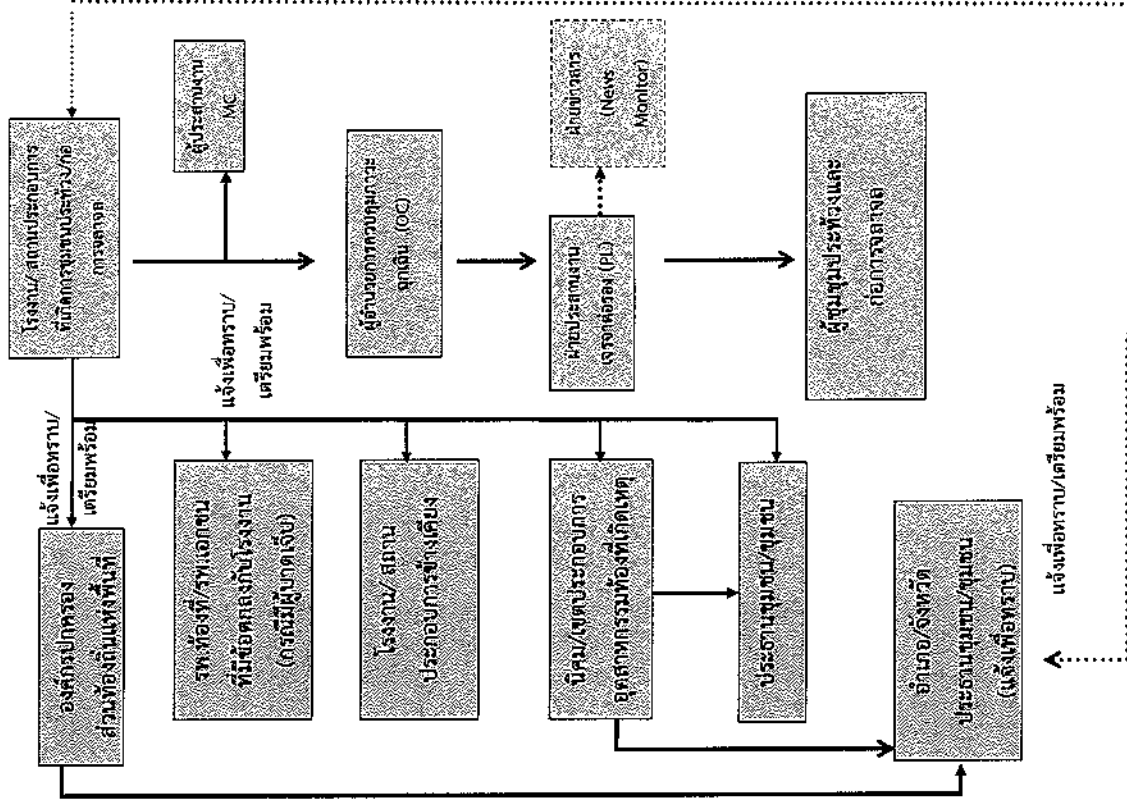 โรงงาน/ สถานประกอบการ
ที่เกิดการชุมชนประท้วง/ก่อ
การจลาจล
ผู้ประสานงาน
MC
แจ้งเพื่อทราบ/
เตรียมพร้อม
ผู้อำนวยการควบคุมภาวะ
ฉุกเฉิน (OC)
ฝ่ายประสานงาน
เจรจาต่อรอง (PL)
ฝ่ายข่าวสาร
(News
Monitor)
ผู้ชุมชุมประท้วงและ
ก่อการจลาจล
แจ้งเพื่อทราบ/
เตรียมพร้อม
องค์กรปกครอง
ส่วนท้องถิ่นแห่งพื้นที่
รพ.ท้องที่/รพ.เอกชน
ที่มีข้อตกลงกับโรงงาน
(กรณีมีผู้บาดเจ็บ)
โรงงาน/ สถาน
ประกอบการข้างเคียง
นิคม/เขตประกอบการ
อุตสาหกรรมท้องที่เกิดเหตุ
ประธานชุมชน/ชุมชน
อำเภอ/จังหวัด
ประธานชุมชน/ชุมชน
(แจ้งเพื่อทราบ)
แจ้งเพื่อทราบ/เตรียมพร้อม